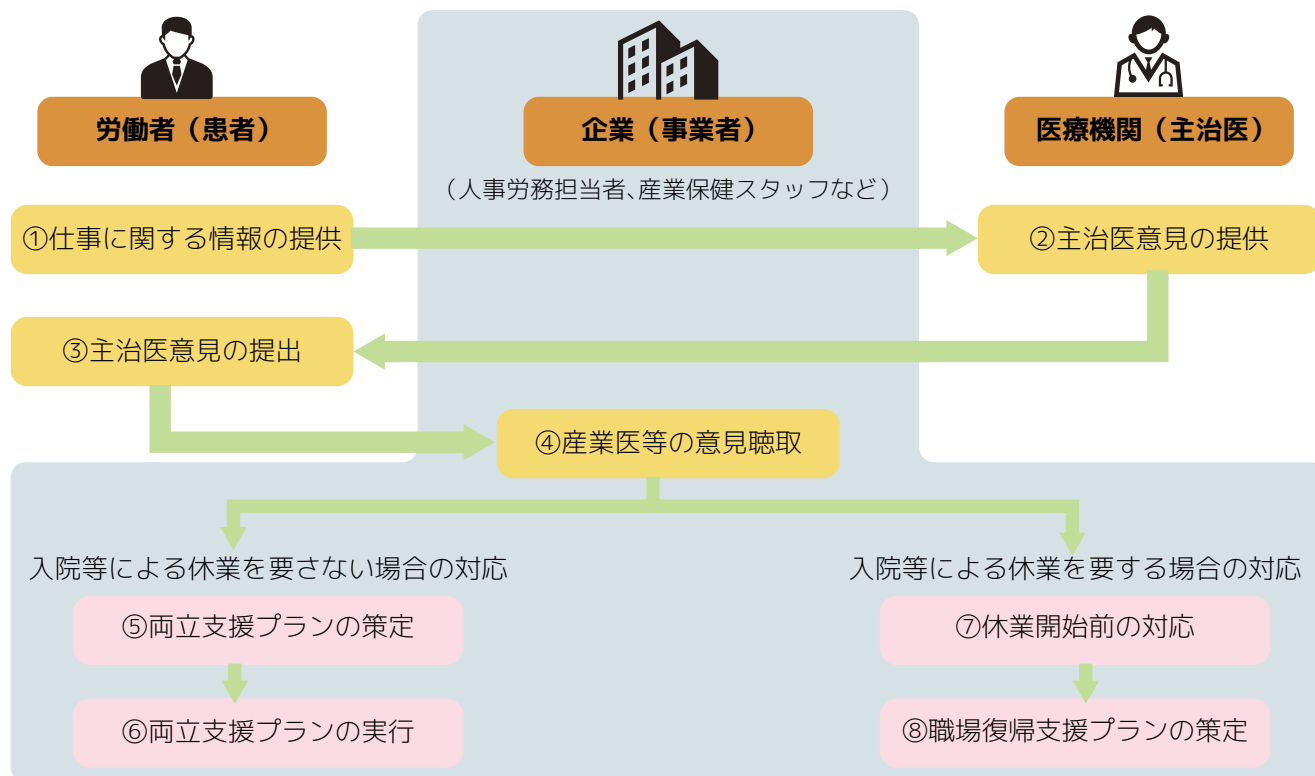 労働者（患者）
企業（事業者）
医療機関（主治医）
（人事労務担当者、産業保健スタッフなど）
①仕事に関する情報の提供
②主治医意見の提供
③主治医意見の提出
④産業医等の意見聴取
入院等による休業を要さない場合の対応
入院等による休業を要する場合の対応
⑤両立支援プランの策定
⑦休業開始前の対応
⑥両立支援プランの実行
⑧職場復帰支援プランの策定